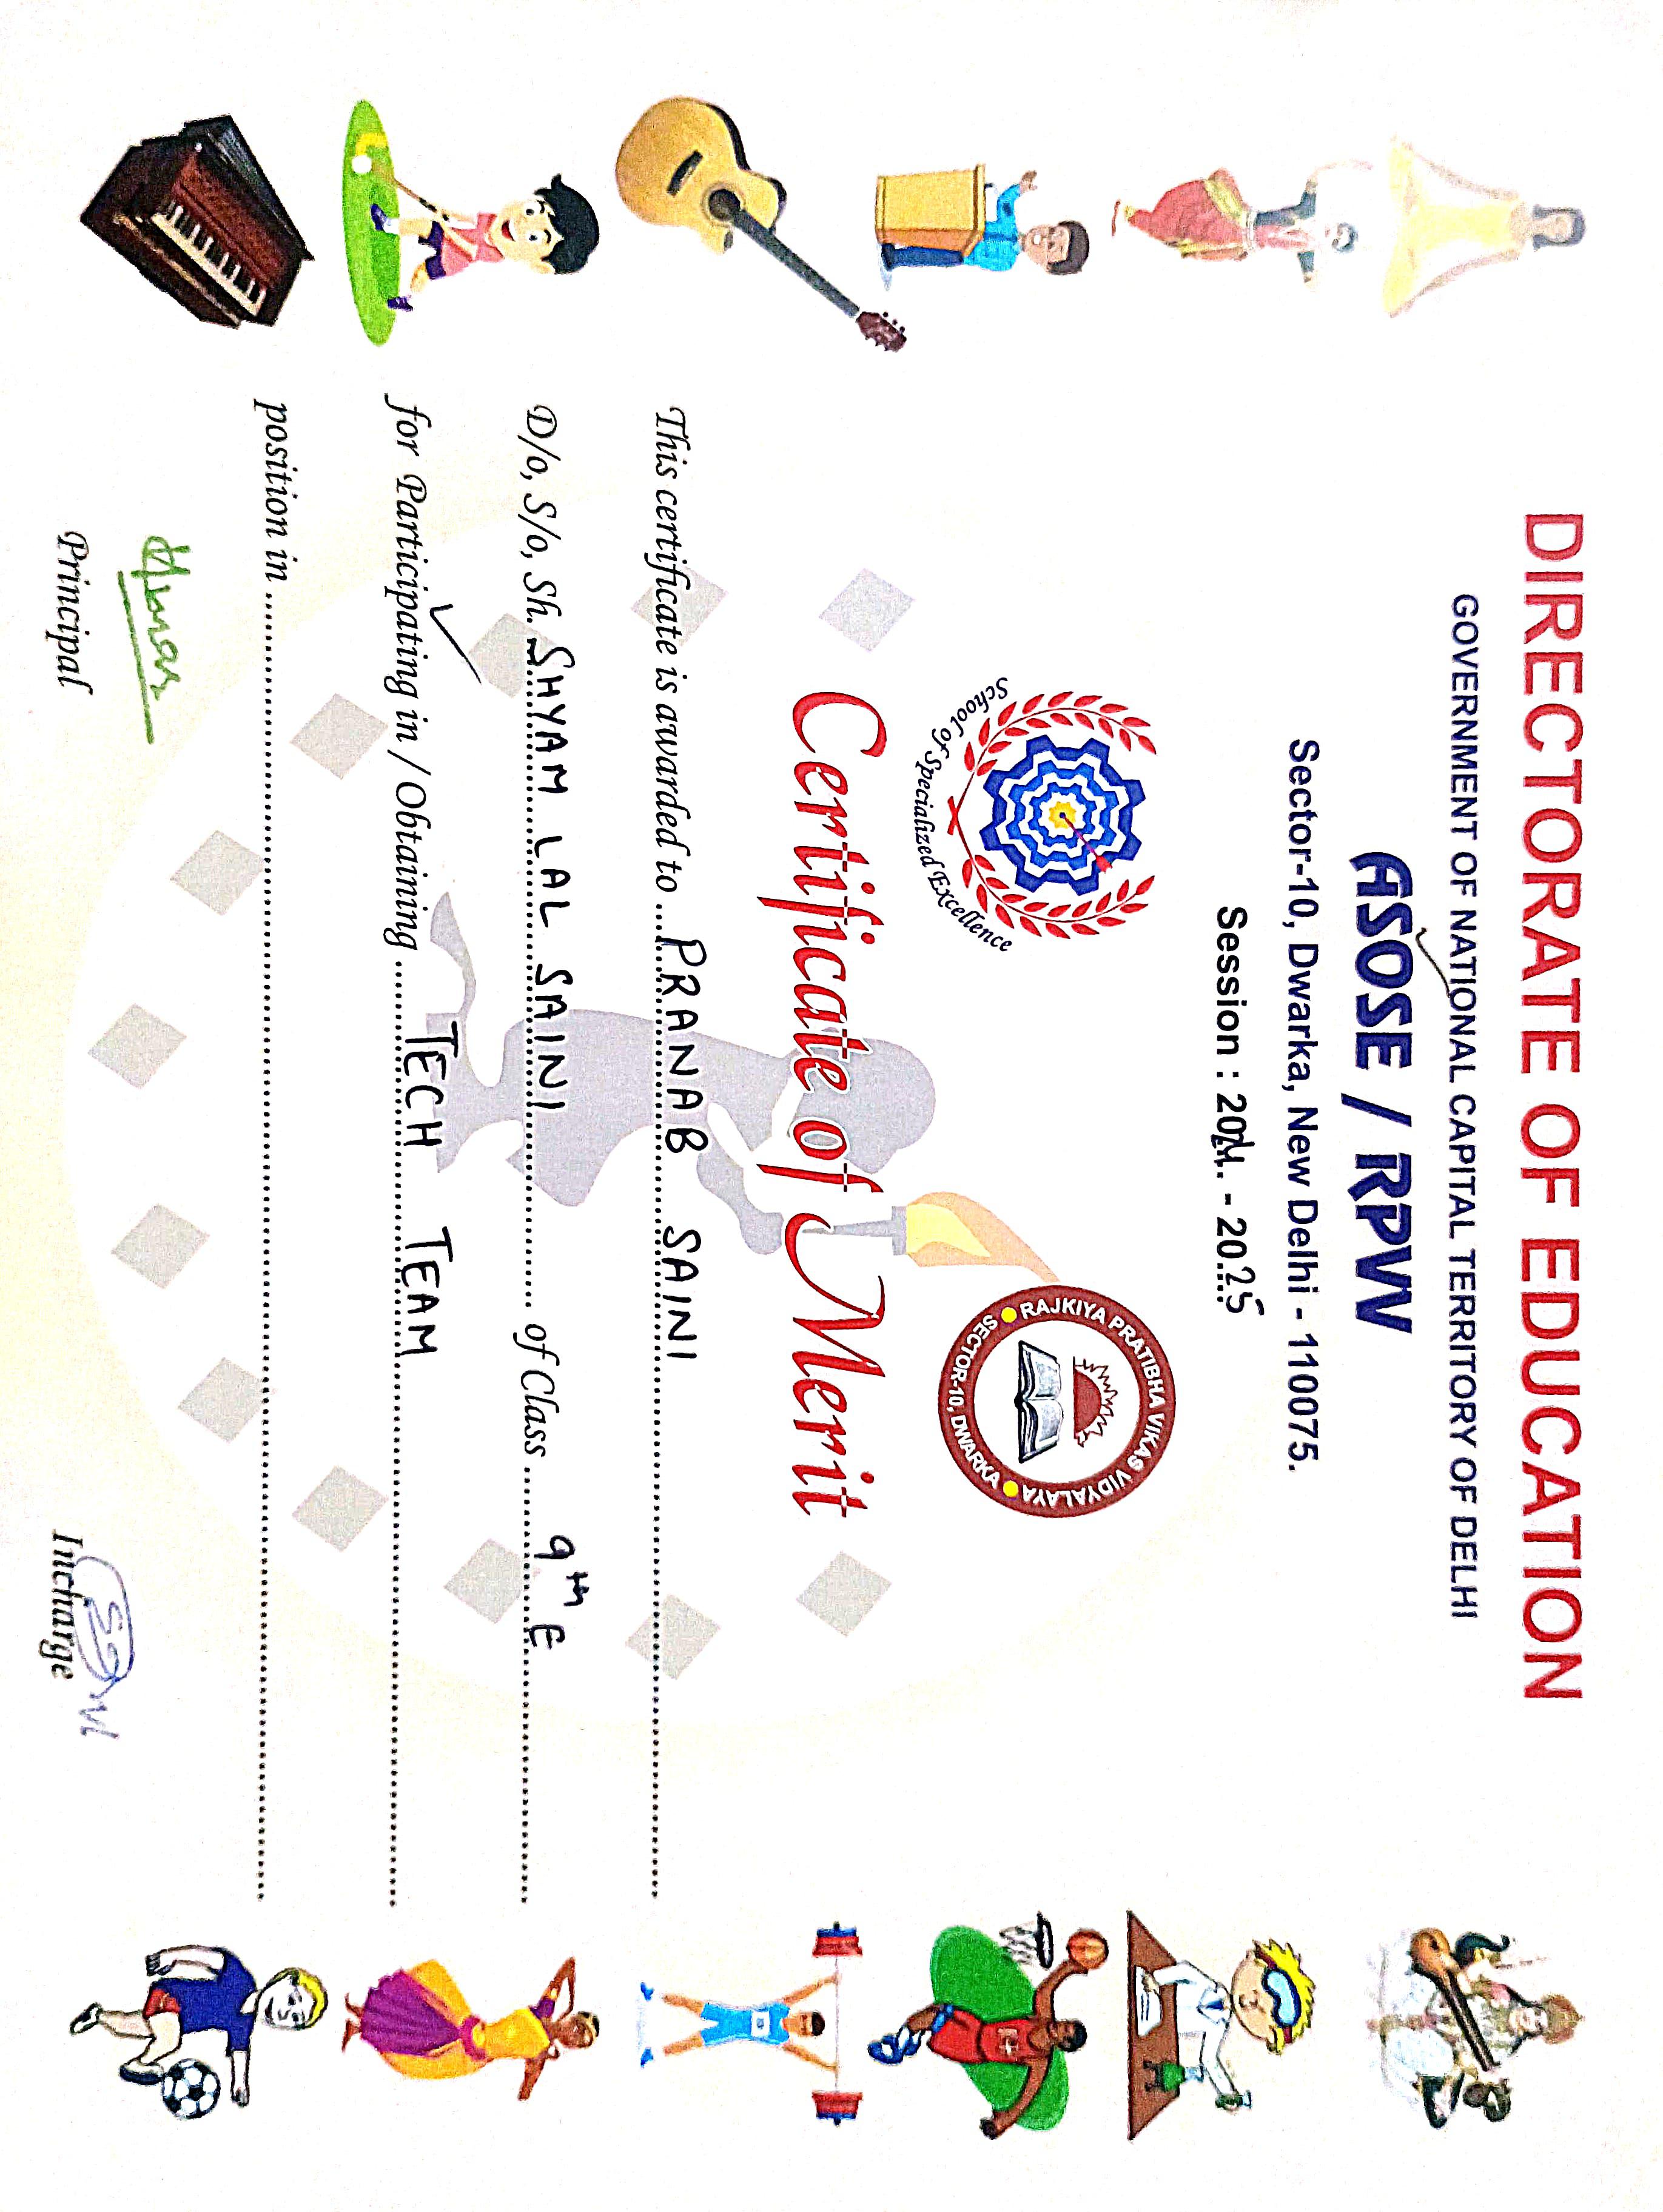 DIRECTORATE OF EDUCATION
GOVERNMENT OF NATIONAL CAPITAL TERRITORY OF DELHI
ASOSE / RPVV
Sector-10, Dwarka, New Delhi - 110075.
Session : 2024. - 20.25
School of Specialized Excellence
RAJKIYA PRATIBHA VIKAS VIDYALAYA
SECTOR-10, DWARKA
Certificate of Merit
This certificate is awarded to PRANAB SAINI
D/o, S/o, Sh. SHYAM LAL SAINI of Class 9th E
for Participating in / Obtaining TECH TEAM
position in
Principal
Incharge